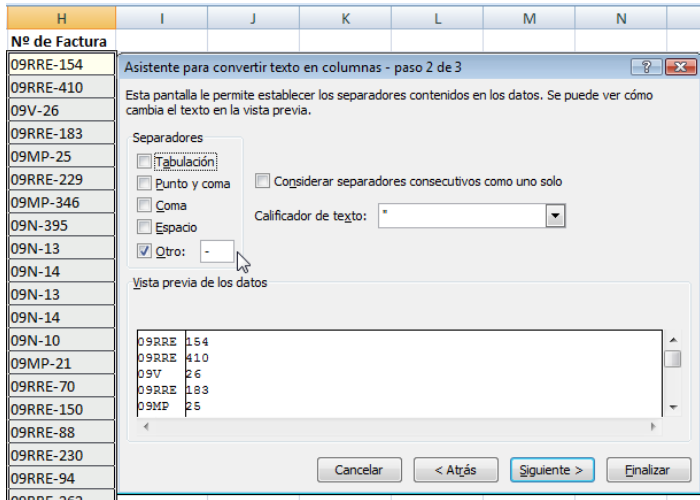 H I J K L M N
Nº de Factura
09RRE-154
09RRE-410
09V-26
09RRE-183
09MP-25
09RRE-229
09MP-346
09N-395
09N-13
09N-14
09N-13
09N-14
09N-10
09MP-21
09RRE-70
09RRE-150
09RRE-88
09RRE-230
09RRE-94
09RRE-262
Asistente para convertir texto en columnas - paso 2 de 3
Esta pantalla le permite establecer los separadores contenidos en los datos. Se puede ver cómo
cambia el texto en la vista previa.
Separadores
Tabulación
Punto y coma
Coma
Espacio
Otro: -
Considerar separadores consecutivos como uno solo
Calificador de texto: "
Vista previa de los datos
09RRE 154
09RRE 410
09V 26
09RRE 183
09MP 25
Cancelar < Atrás Siguiente > Finalizar